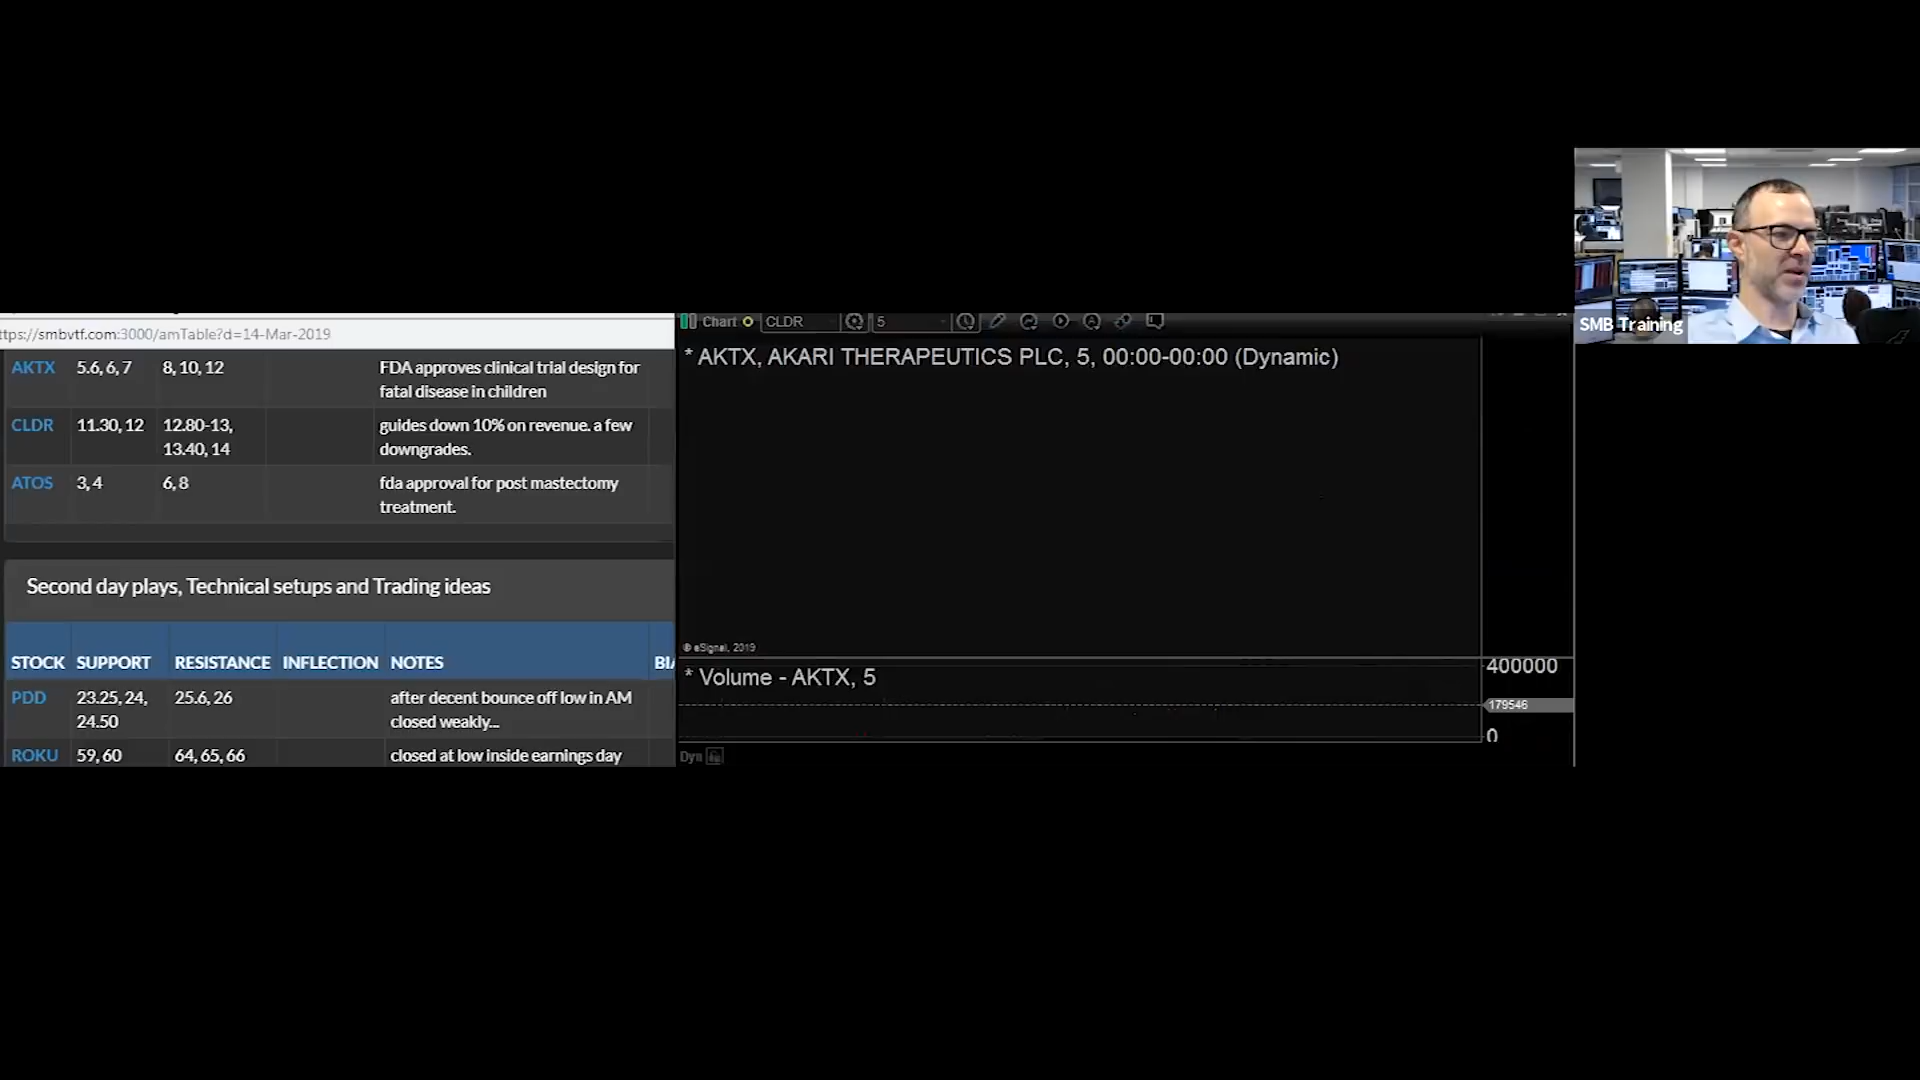 ttps://smbvtf.com:3000/amTable?d=14-Mar-2019
AKTX 5.6, 6, 7 8, 10, 12 FDA approves clinical trial design for
fatal disease in children
CLDR 11.30, 12 12.80-13, guides down 10% on revenue. a few
13.40, 14 downgrades.
ATOS 3, 4 6, 8 fda approval for post mastectomy
treatment.
Second day plays, Technical setups and Trading ideas
STOCK SUPPORT RESISTANCE INFLECTION NOTES BIA
PDD 23.25, 24, 25.6, 26 after decent bounce off low in AM
24.50 closed weakly...
ROKU 59, 60 64, 65, 66 closed at low inside earnings day
Chart CLDR 5
* AKTX, AKARI THERAPEUTICS PLC, 5, 00:00-00:00 (Dynamic)
© eSignal, 2019
400000
* Volume - AKTX, 5
179546
0
Dyn
SMB Training